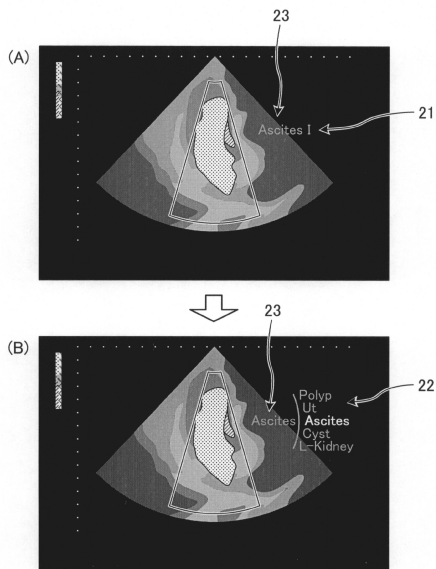 23
(A)
21
Ascites I
(B)
23
22
Polyp
Ut
Ascites Ascites
Cyst
L-Kidney